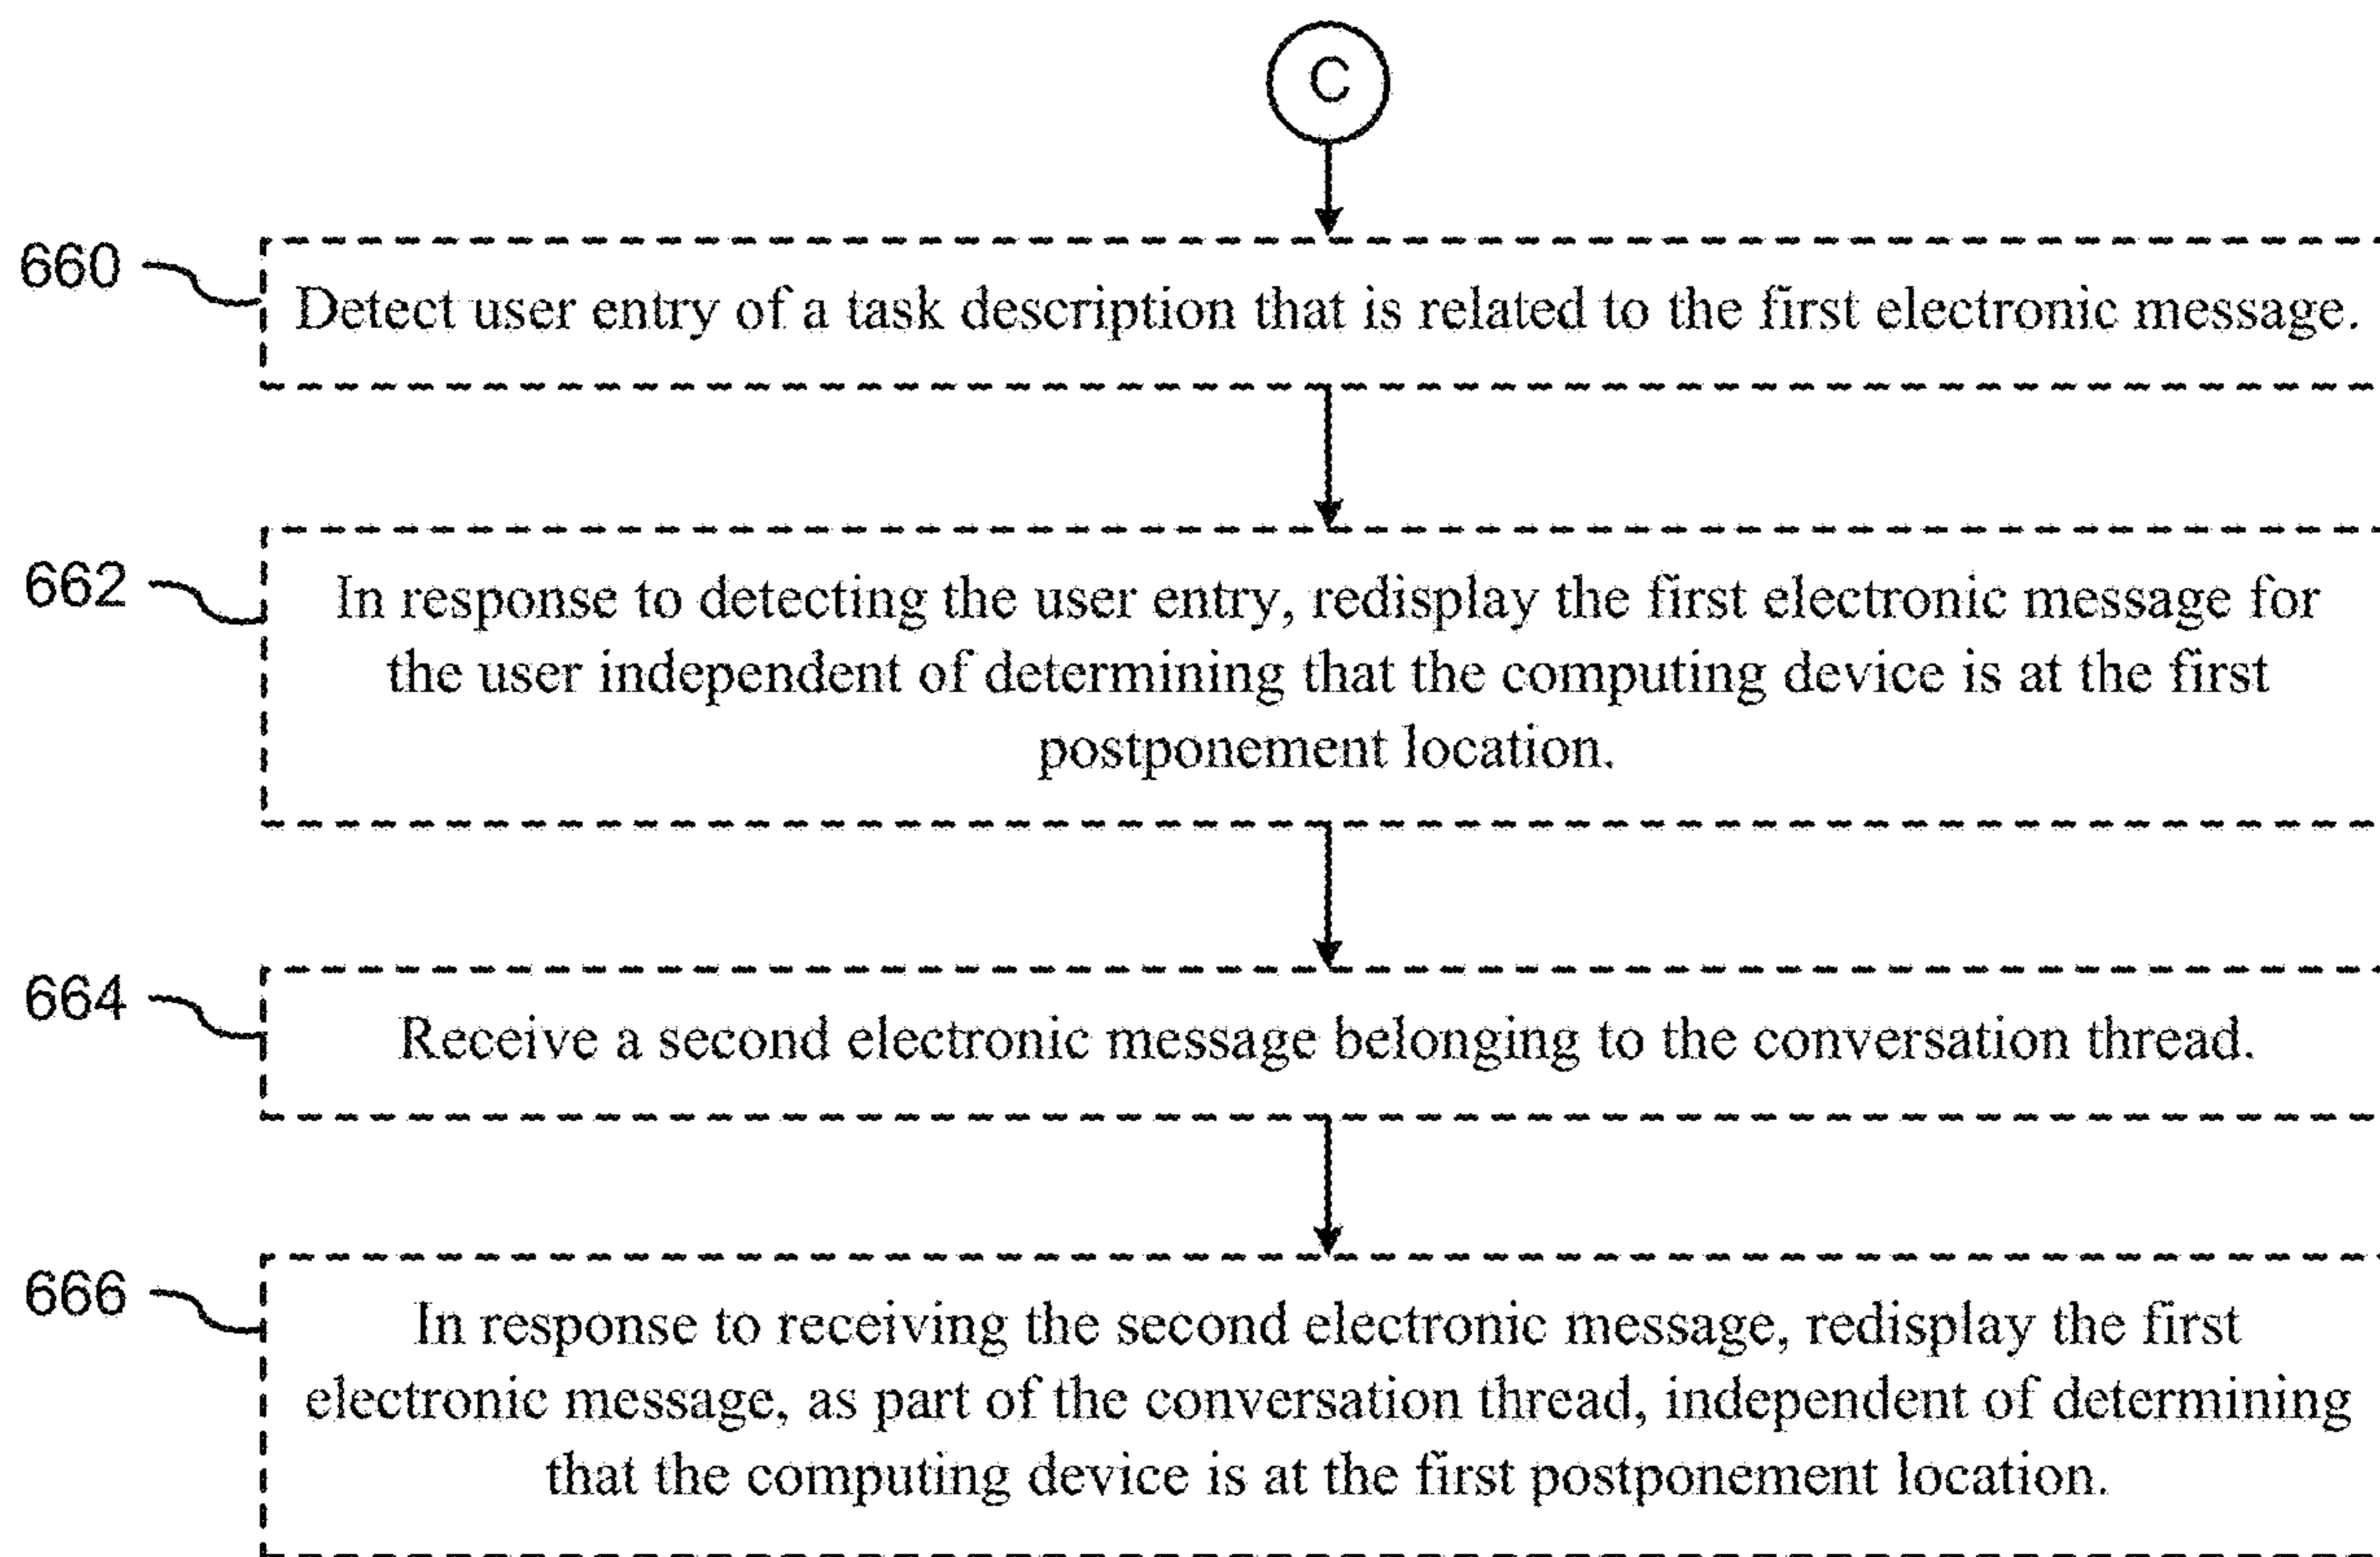 C
660
Detect user entry of a task description that is related to the first electronic message.
662
In response to detecting the user entry, redisplay the first electronic message for
the user independent of determining that the computing device is at the first
postponement location.
664
Receive a second electronic message belonging to the conversation thread.
666
In response to receiving the second electronic message, redisplay the first
electronic message, as part of the conversation thread, independent of determining
that the computing device is at the first postponement location.